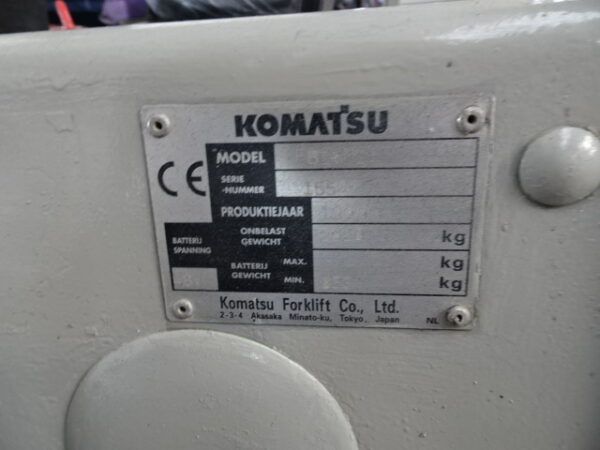 KOMATSU
CE
MODEL
SERIE
-NUMMER
PRODUKTIEJAAR
ONBELAST
GEWICHT
kg
BATTERIJ
SPANNING
BATTERIJ
GEWICHT
MAX.
kg
MIN.
kg
Komatsu Forklift Co., Ltd.
2-3-4 Akasaka Minato-ku, Tokyo, Japan
NL